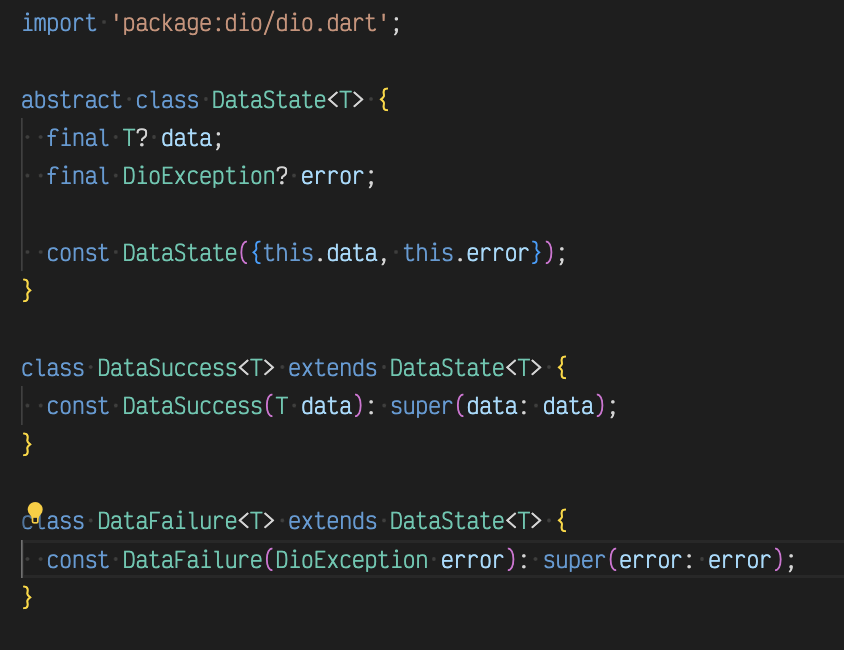 import 'package:dio/dio.dart';
abstract class DataState<T> {
  final T? data;
  final DioException? error;
  const DataState({this.data, this.error});
}
class DataSuccess<T> extends DataState<T> {
  const DataSuccess(T data): super(data: data);
}
class DataFailure<T> extends DataState<T> {
  const DataFailure(DioException error): super(error: error);
}